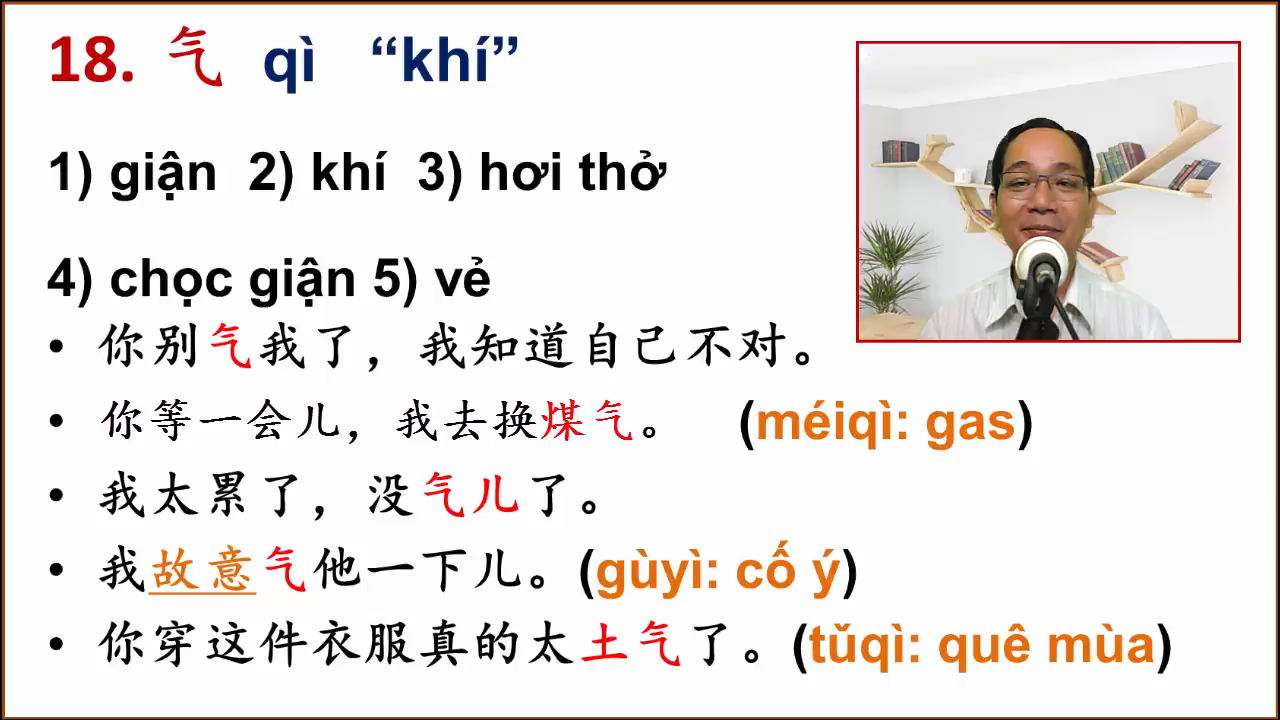 18. 气 qì “khí”
1) giận 2) khí 3) hơi thở
4) chọc giận 5) vẻ
• 你别气我了，我知道自己不对。
• 你等一会儿，我去换煤气。 (méiqì: gas)
• 我太累了，没气儿了。
• 我故意气他一下儿。(gùyì: cố ý)
• 你穿这件衣服真的太土气了。(tǔqì: quê mùa)